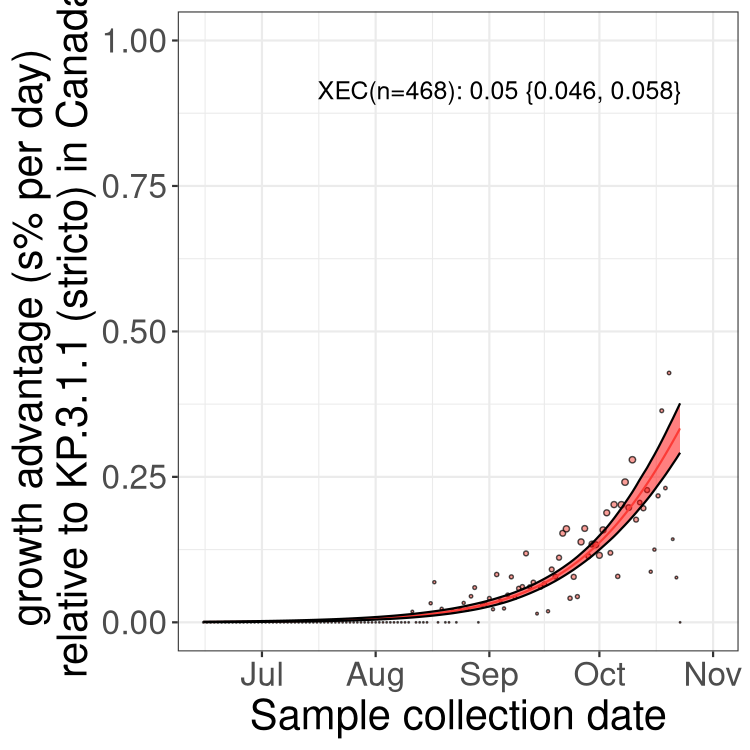 growth advantage (s% per day)
relative to KP.3.1.1 (stricto) in Canada
1.00
0.75
0.50
0.25
0.00
XEC(n=468): 0.05 {0.046, 0.058}
Jul Aug Sep Oct Nov
Sample collection date